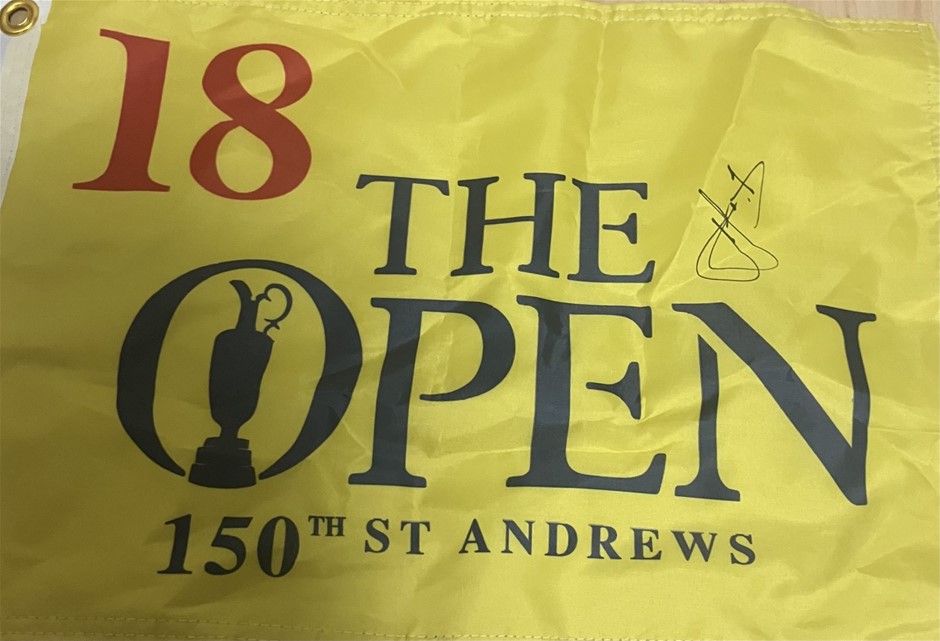 18
THE
OPEN
150TH ST ANDREWS